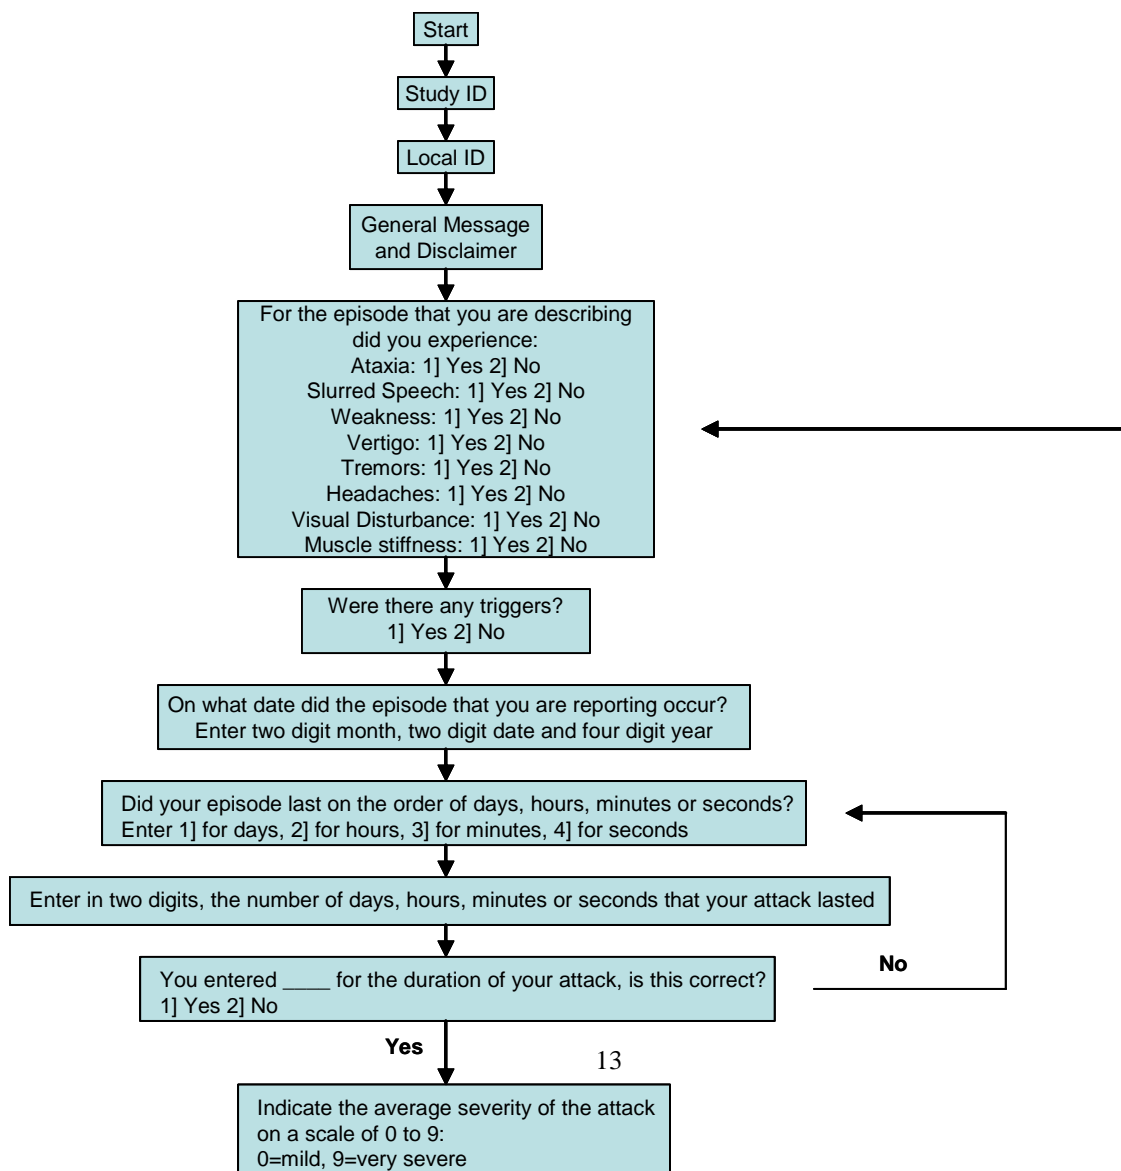 Start
Study ID
Local ID
General Message
and Disclaimer
For the episode that you are describing
did you experience:
Ataxia: 1] Yes 2] No
Slurred Speech: 1] Yes 2] No
Weakness: 1] Yes 2] No
Vertigo: 1] Yes 2] No
Tremors: 1] Yes 2] No
Headaches: 1] Yes 2] No
Visual Disturbance: 1] Yes 2] No
Muscle stiffness: 1] Yes 2] No
Were there any triggers?
1] Yes 2] No
On what date did the episode that you are reporting occur?
Enter two digit month, two digit date and four digit year
Did your episode last on the order of days, hours, minutes or seconds?
Enter 1] for days, 2] for hours, 3] for minutes, 4] for seconds
Enter in two digits, the number of days, hours, minutes or seconds that your attack lasted
You entered ____ for the duration of your attack, is this correct?
1] Yes 2] No
No
Yes
13
Indicate the average severity of the attack
on a scale of 0 to 9:
0=mild, 9=very severe